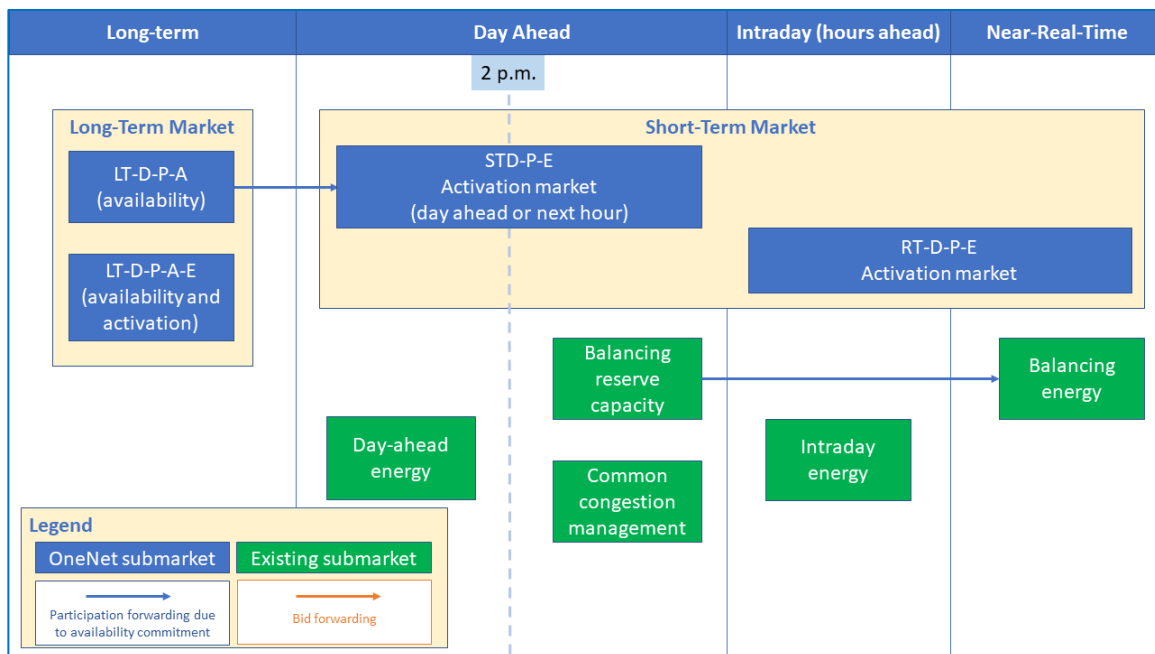 Long-term
Day Ahead
Intraday (hours ahead)
Near-Real-Time
2 p.m.
Long-Term Market
LT-D-P-A
(availability)
LT-D-P-A-E
(availability and
activation)
Short-Term Market
STD-P-E
Activation market
(day ahead or next hour)
RT-D-P-E
Activation market
Balancing
reserve
capacity
Balancing
energy
Day-ahead
energy
Intraday
energy
Common
congestion
management
Legend
OneNet submarket
Existing submarket
Participation forwarding due
to availability commitment
Bid forwarding